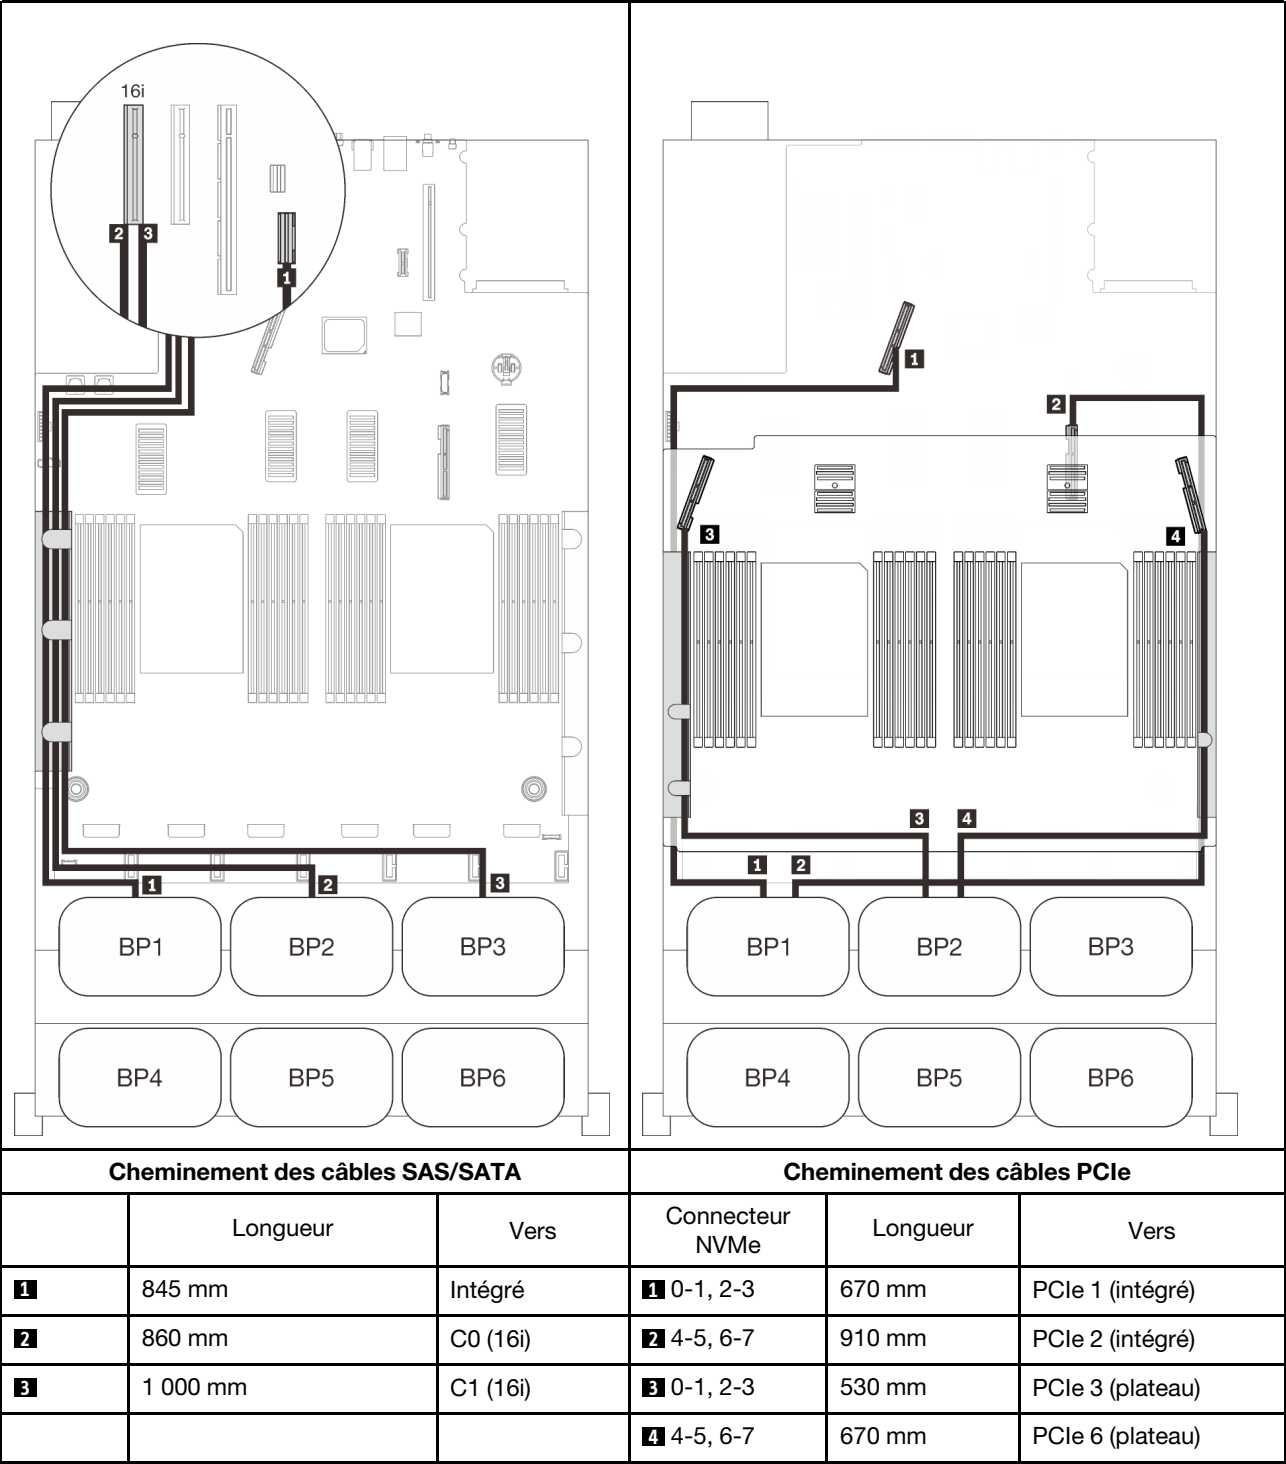 16i
2 3
1
1
2
3
BP1 BP2 BP3
BP4 BP5 BP6
1
2
3
4
3 4
1 2
BP1 BP2 BP3
BP4 BP5 BP6
Cheminement des câbles SAS/SATA
Cheminement des câbles PCIe
Longueur Vers
Connecteur NVMe Longueur Vers
1 845 mm Intégré
1 0-1, 2-3 670 mm PCIe 1 (intégré)
2 860 mm C0 (16i)
2 4-5, 6-7 910 mm PCIe 2 (intégré)
3 1 000 mm C1 (16i)
3 0-1, 2-3 530 mm PCIe 3 (plateau)
4 4-5, 6-7 670 mm PCIe 6 (plateau)